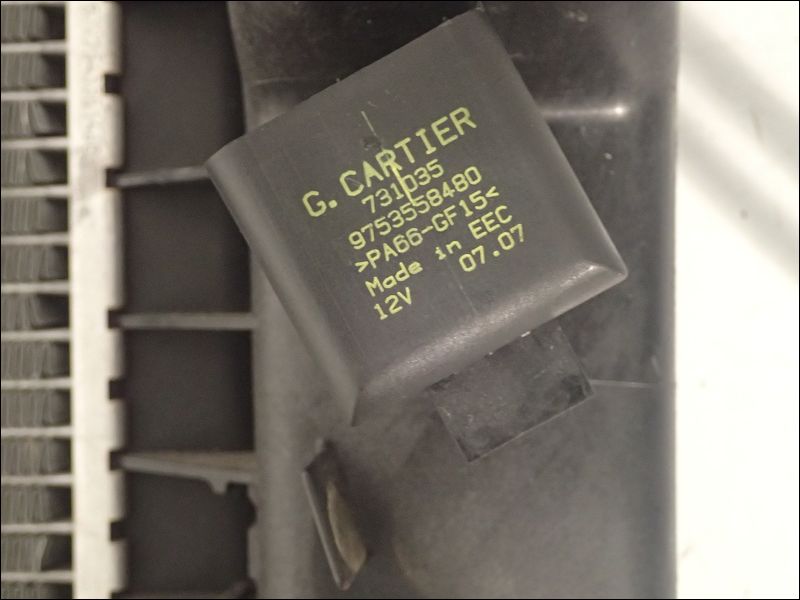 G. CARTIER
731035
9753558480
>PA66-GF15<
Made in EEC
12V 07.07